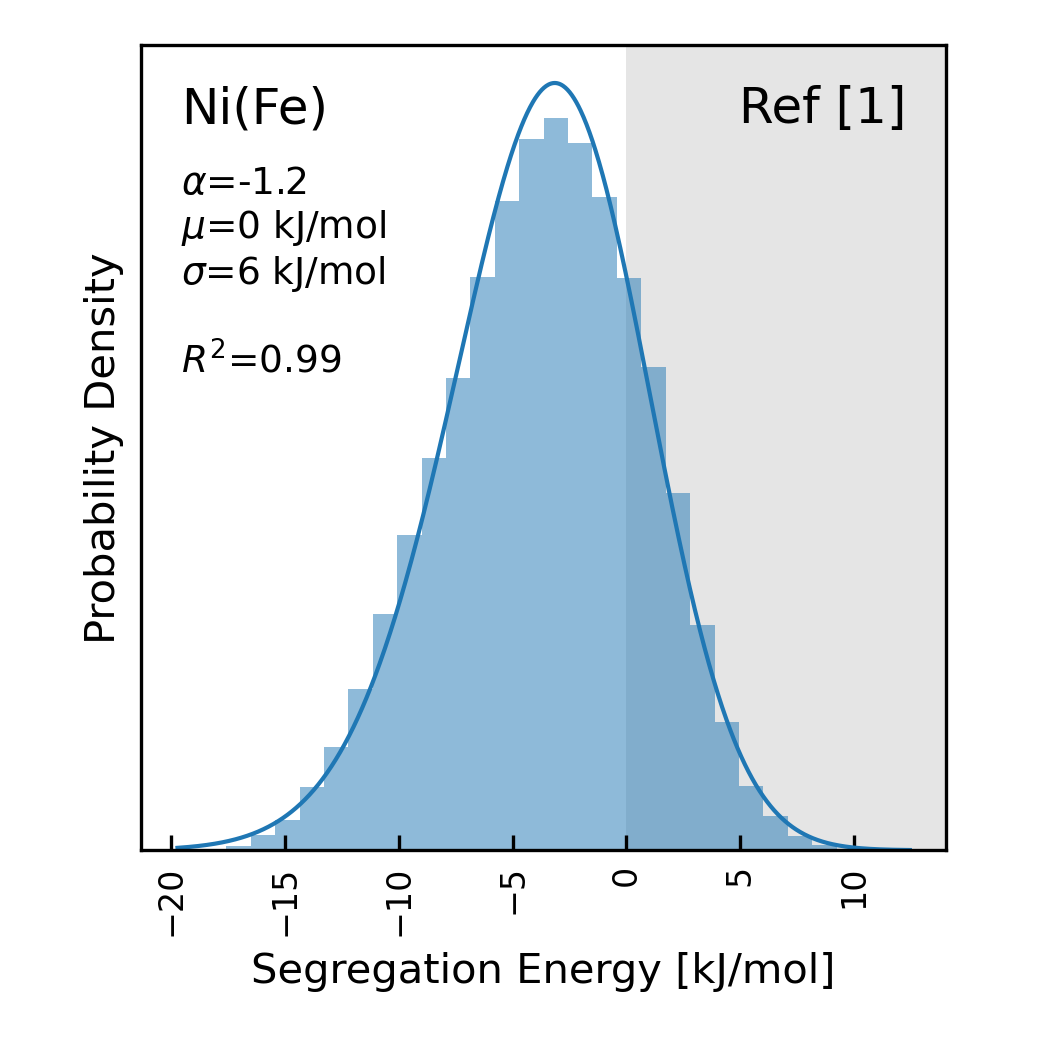 Ni(Fe)
Ref [1]
α=-1.2
μ=0 kJ/mol
σ=6 kJ/mol
R²=0.99
Probability Density
−20 −15 −10 −5 0 5 10
Segregation Energy [kJ/mol]